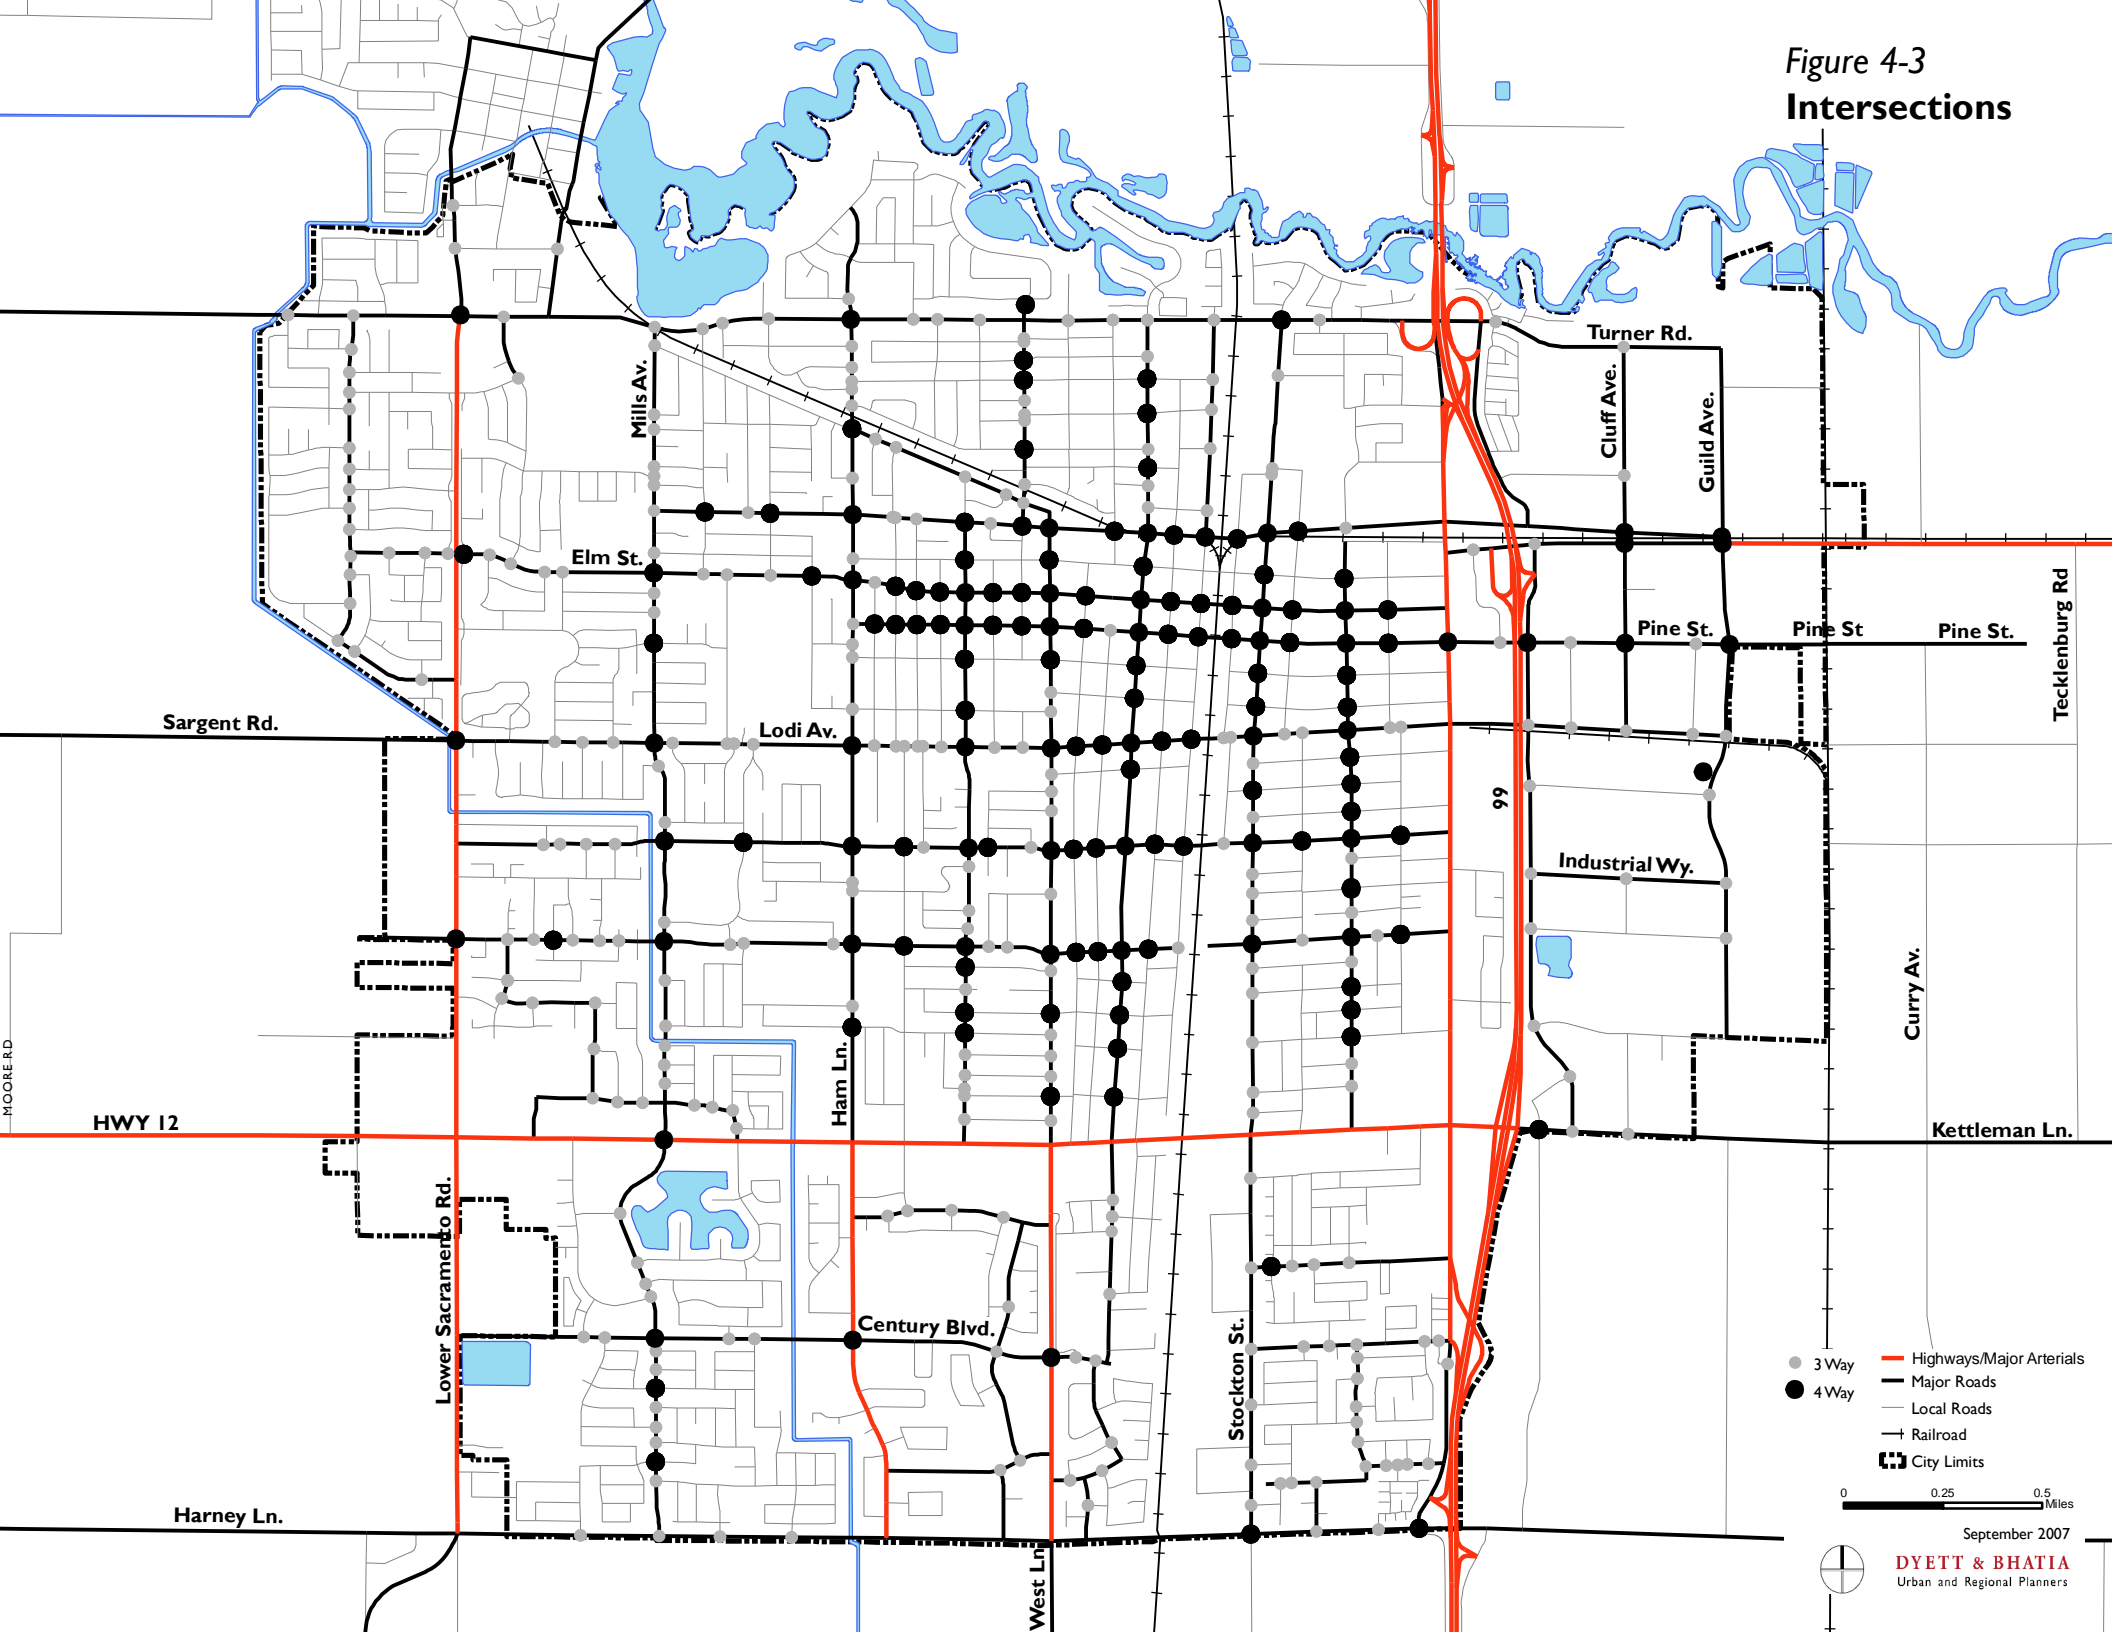 Figure 4-3
Intersections
Turner Rd.
Mills Av.
Cluff Ave.
Guild Ave.
Elm St.
Pine St.
Pine St
Pine St.
Tecklenburg Rd
Sargent Rd.
Lodi Av.
99
Industrial Wy.
Curry Av.
MOORE RD
Ham Ln.
HWY 12
Kettleman Ln.
Lower Sacramento Rd.
Century Blvd.
Stockton St.
3 Way
4 Way
Highways/Major Arterials
Major Roads
Local Roads
Railroad
City Limits
0 0.25 0.5
Miles
Harney Ln.
West Ln
September 2007
DYETT & BHATIA
Urban and Regional Planners